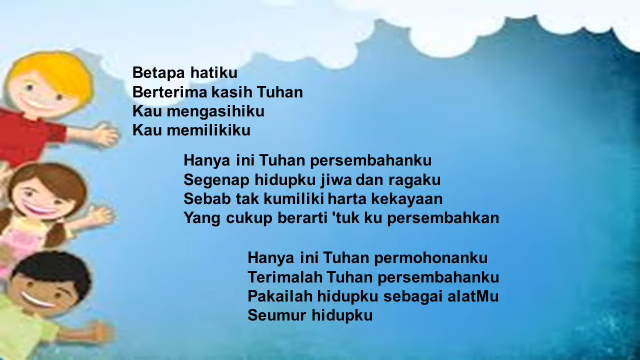 Betapa hatiku
Berterima kasih Tuhan
Kau mengasihiku
Kau memilikiku
Hanya ini Tuhan persembahanku
Segenap hidupku jiwa dan ragaku
Sebab tak kumiliki harta kekayaan
Yang cukup berarti 'tuk ku persembahkan
Hanya ini Tuhan permohonanku
Terimalah Tuhan persembahanku
Pakailah hidupku sebagai alatMu
Seumur hidupku